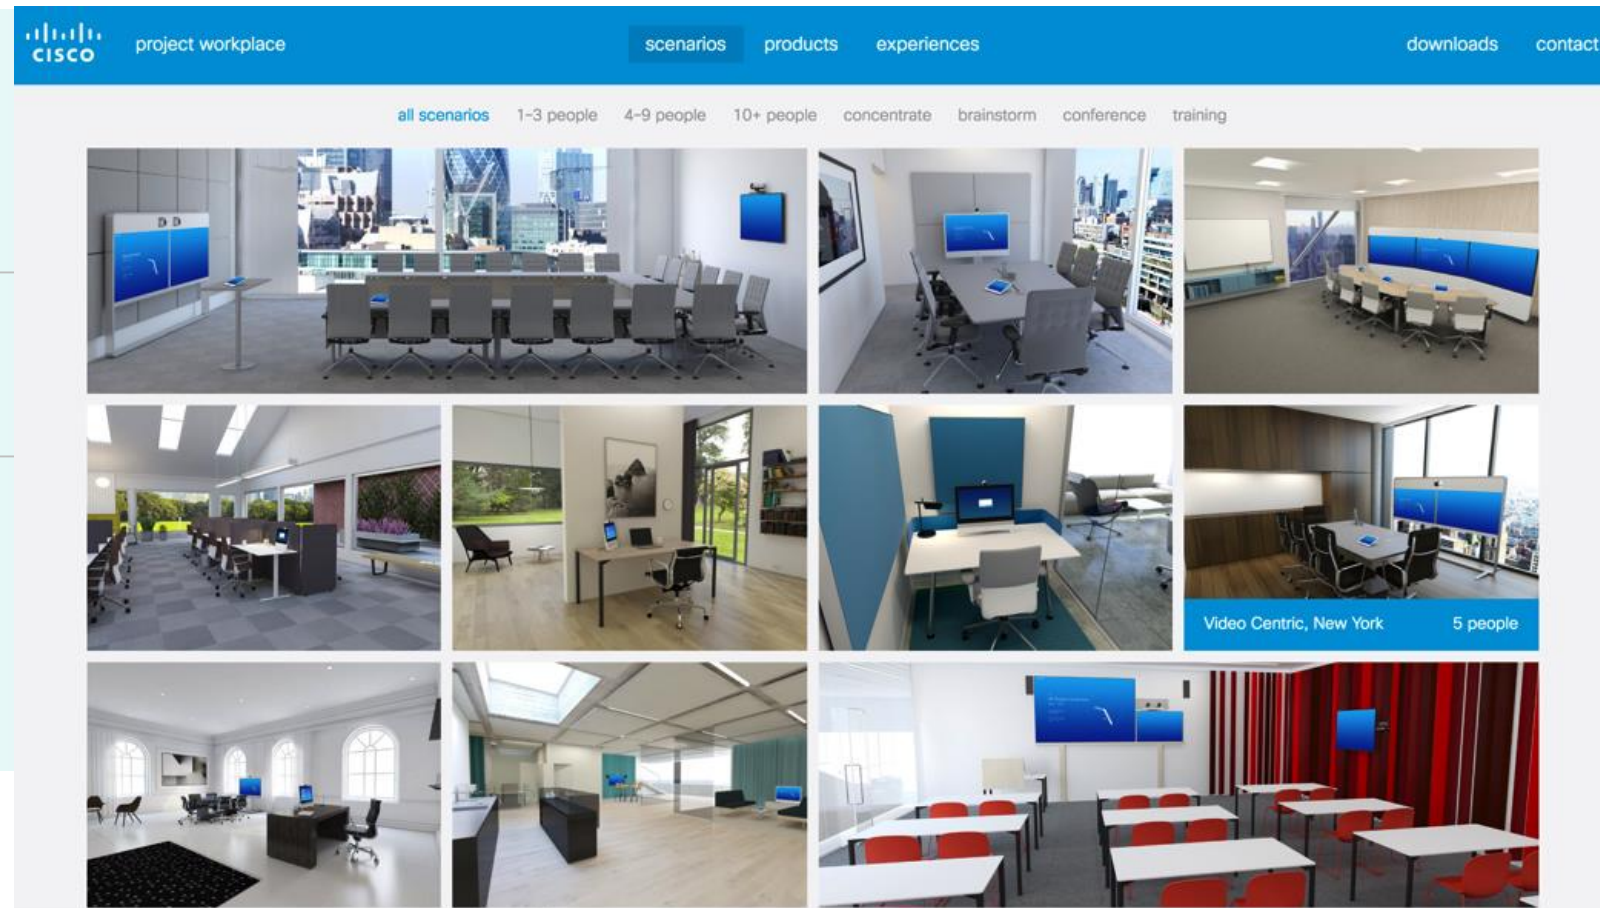 CISCO project workplace scenarios products experiences downloads contact
all scenarios 1-3 people 4-9 people 10+ people concentrate brainstorm conference training
Video Centric, New York 5 people